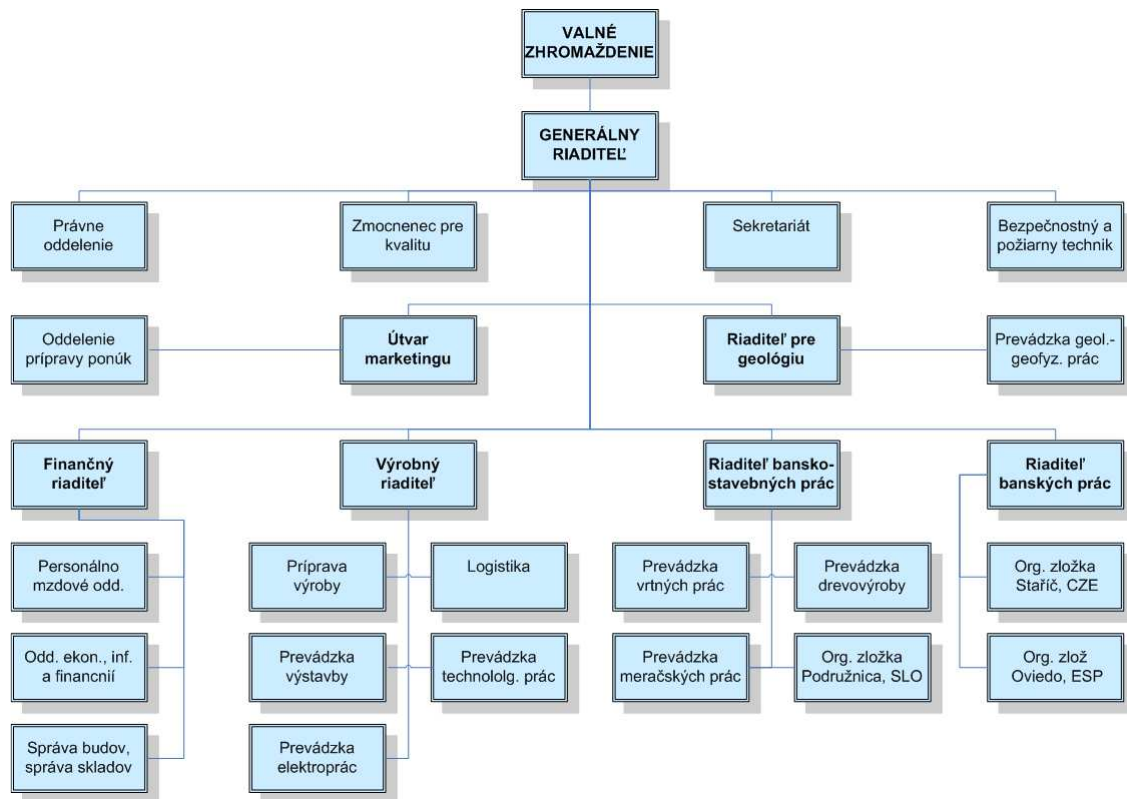 VALNÉ
ZHROMAŽDENIE
GENERÁLNY
RIADITEĽ
Právne
oddelenie
Zmocnenec pre
kvalitu
Sekretariát
Bezpečnostný a
požiarny technik
Oddelenie
prípravy ponúk
Útvar
marketingu
Riaditeľ pre
geológiu
Prevádzka geol.-
geofyz. prác
Finančný
riaditeľ
Výrobný
riaditeľ
Riaditeľ bansko-
stavebných prác
Riaditeľ
banských prác
Personálno
mzdové odd.
Príprava
výroby
Logistika
Prevádzka
vrtných prác
Prevádzka
drevovýroby
Org. zložka
Staříč, CZE
Odd. ekon., inf.
a financnií
Prevádzka
výstavby
Prevádzka
technololg. prác
Prevádzka
meračských prác
Org. zložka
Podružnica, SLO
Org. zlož
Oviedo, ESP
Správa budov,
správa skladov
Prevádzka
elektroprác